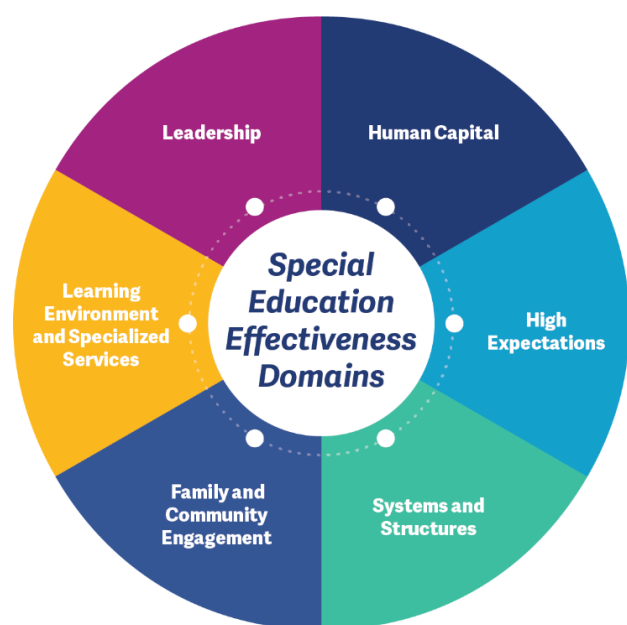 Leadership
Human Capital
Learning
Environment
and Specialized
Services
Special
Education
Effectiveness
Domains
High
Expectations
Family and
Community
Engagement
Systems and
Structures